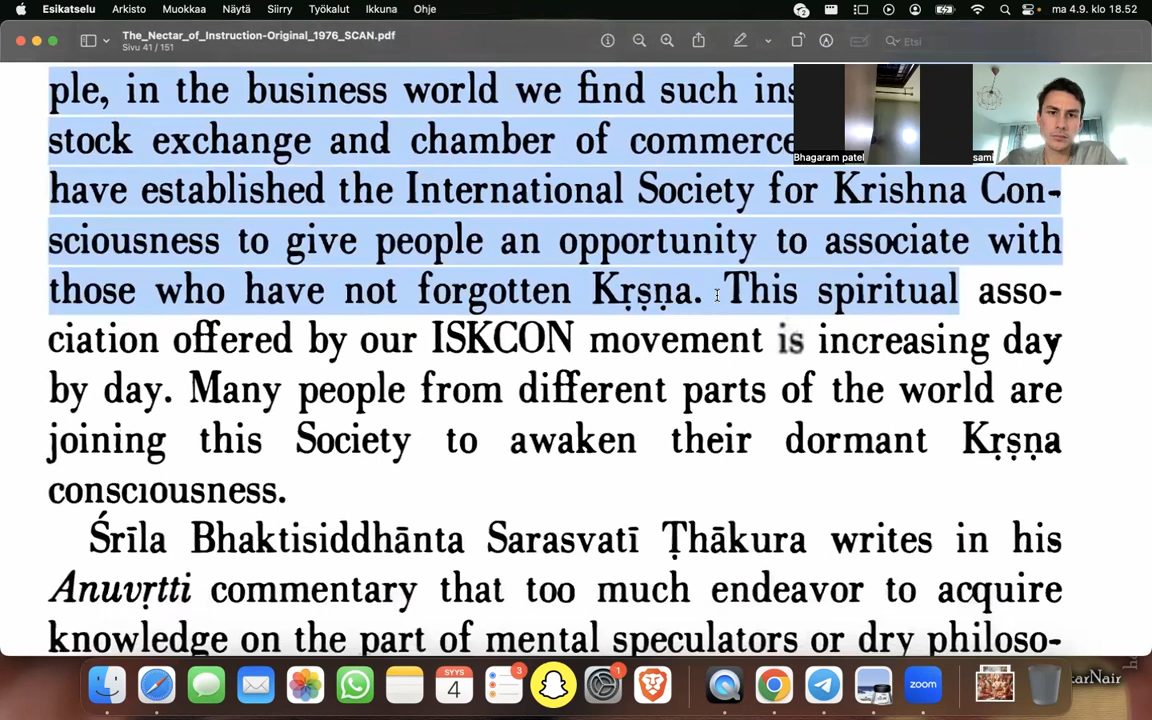 Esikatselu Arkisto Muokkaa Näytä Siirry Työkalut Ikkuna Ohje
2
ma 4.9. klo 18.52
The_Nectar_of_Instruction-Original_1976_SCAN.pdf
Sivu 41 / 151
Etsi
ple, in the business world we find such ins
stock exchange and chamber of commerce
have established the International Society for Krishna Con-
sciousness to give people an opportunity to associate with
those who have not forgotten Kṛṣṇa. This spiritual asso-
ciation offered by our ISKCON movement is increasing day
by day. Many people from different parts of the world are
joining this Society to awaken their dormant Kṛṣṇa
consciousness.
Śrīla Bhaktisiddhānta Sarasvatī Ṭhākura writes in his
Anuvṛtti commentary that too much endeavor to acquire
knowledge on the part of mental speculators or dry philoso-
Bhagaram patel
sami
SYYS
4
3
1
zoom